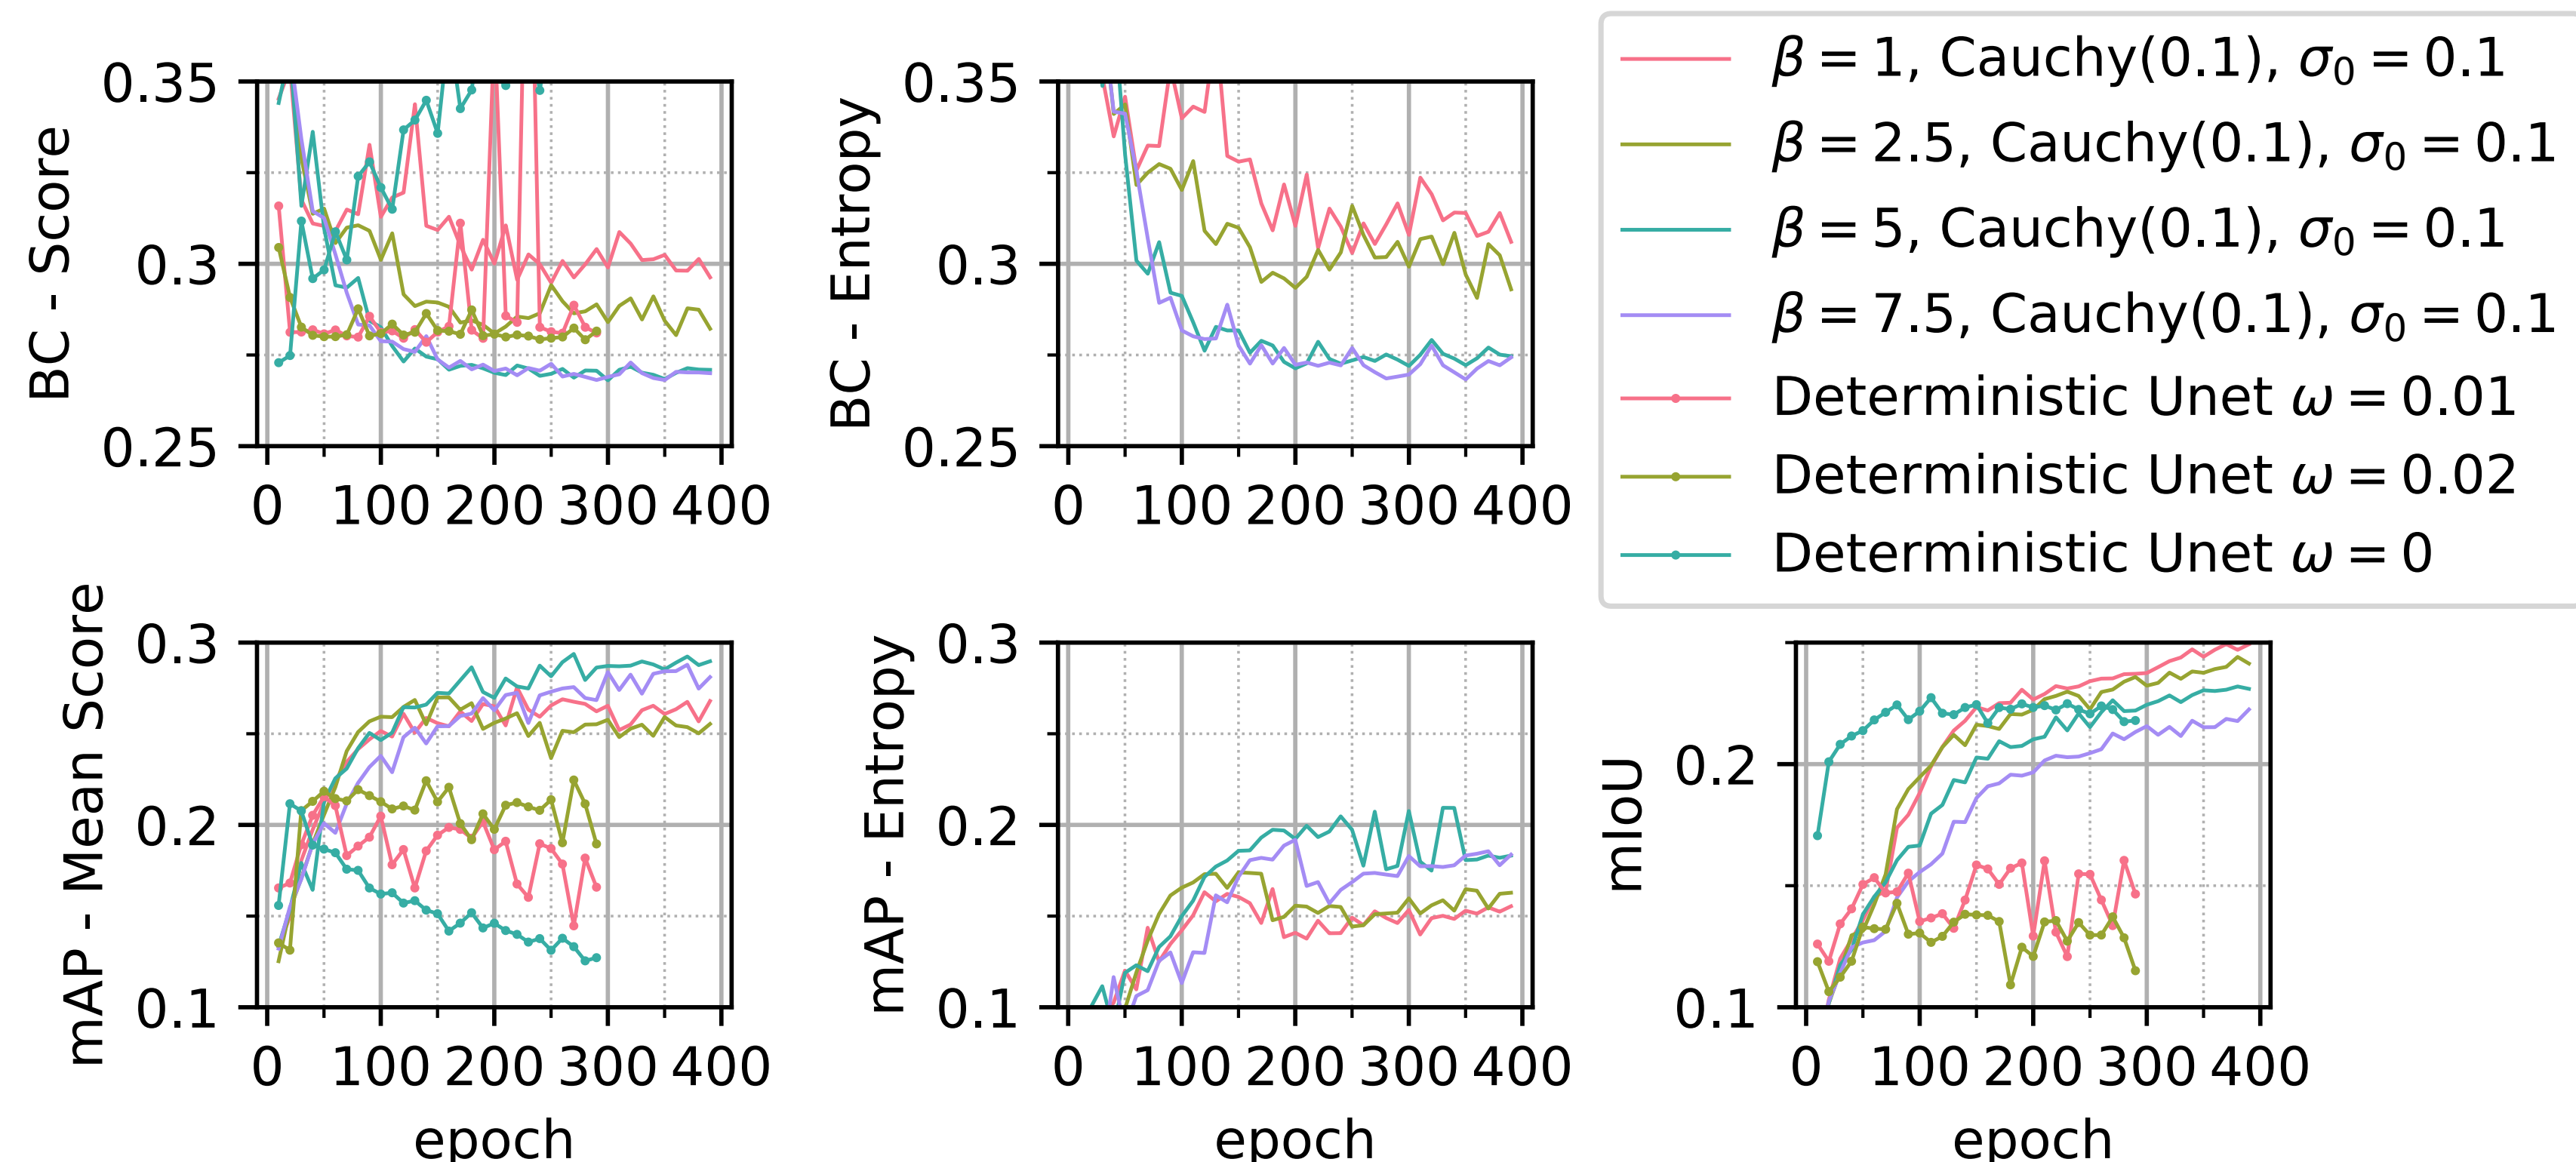 BC - Score
0.35
0.3
0.25
0 100 200 300 400
BC - Entropy
0.35
0.3
0.25
0 100 200 300 400
β = 1, Cauchy(0.1), σ₀ = 0.1
β = 2.5, Cauchy(0.1), σ₀ = 0.1
β = 5, Cauchy(0.1), σ₀ = 0.1
β = 7.5, Cauchy(0.1), σ₀ = 0.1
Deterministic Unet ω = 0.01
Deterministic Unet ω = 0.02
Deterministic Unet ω = 0
mAP - Mean Score
0.3
0.2
0.1
0 100 200 300 400
epoch
mAP - Entropy
0.3
0.2
0.1
0 100 200 300 400
epoch
mIoU
0.2
0.1
0 100 200 300 400
epoch